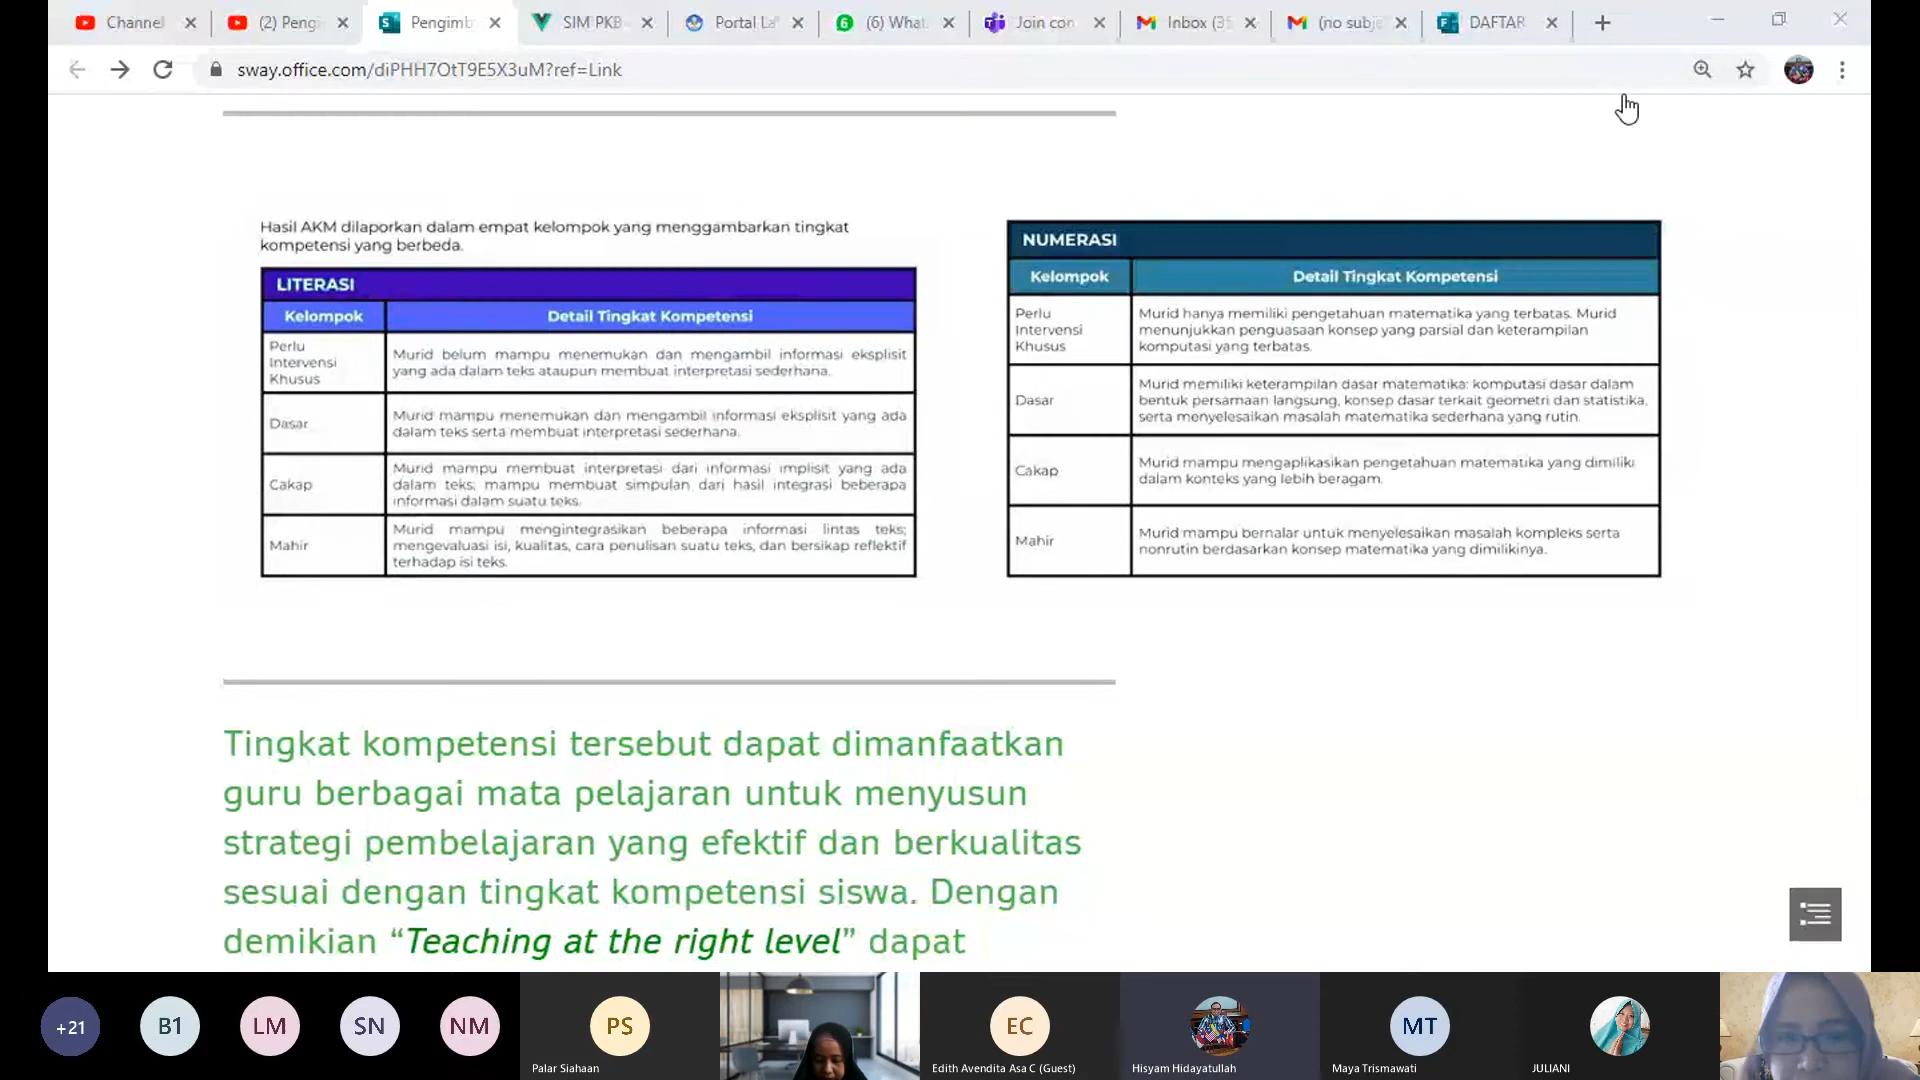 Channel
(2) Peng
Pengimb
SIM PKB
Portal La
(6) What
Join con
Inbox (35
(no subje
DAFTAR
sway.office.com/diPHH7OtT9E5X3uM?ref=Link
Hasil AKM dilaporkan dalam empat kelompok yang menggambarkan tingkat
kompetensi yang berbeda.
LITERASI
Kelompok
Detail Tingkat Kompetensi
Perlu
Intervensi
Khusus
Murid belum mampu menemukan dan mengambil informasi eksplisit
yang ada dalam teks ataupun membuat interpretasi sederhana.
Dasar
Murid mampu menemukan dan mengambil informasi eksplisit yang ada
dalam teks serta membuat interpretasi sederhana.
Cakap
Murid mampu membuat interpretasi dari informasi implisit yang ada
dalam teks; mampu membuat simpulan dari hasil integrasi beberapa
informasi dalam suatu teks.
Mahir
Murid mampu mengintegrasikan beberapa informasi lintas teks;
mengevaluasi isi, kualitas, cara penulisan suatu teks, dan bersikap reflektif
terhadap isi teks.
NUMERASI
Kelompok
Detail Tingkat Kompetensi
Perlu
Intervensi
Khusus
Murid hanya memiliki pengetahuan matematika yang terbatas. Murid
menunjukkan penguasaan konsep yang parsial dan keterampilan
komputasi yang terbatas.
Dasar
Murid memiliki keterampilan dasar matematika: komputasi dasar dalam
bentuk persamaan langsung, konsep dasar terkait geometri dan statistika,
serta menyelesaikan masalah matematika sederhana yang rutin.
Cakap
Murid mampu mengaplikasikan pengetahuan matematika yang dimiliki
dalam konteks yang lebih beragam.
Mahir
Murid mampu bernalar untuk menyelesaikan masalah kompleks serta
nonrutin berdasarkan konsep matematika yang dimilikinya.
Tingkat kompetensi tersebut dapat dimanfaatkan
guru berbagai mata pelajaran untuk menyusun
strategi pembelajaran yang efektif dan berkualitas
sesuai dengan tingkat kompetensi siswa. Dengan
demikian “Teaching at the right level” dapat
+21
B1
LM
SN
NM
PS
Palar Siahaan
EC
Edith Avendita Asa C (Guest)
Hisyam Hidayatullah
MT
Maya Trismawati
JULIANI